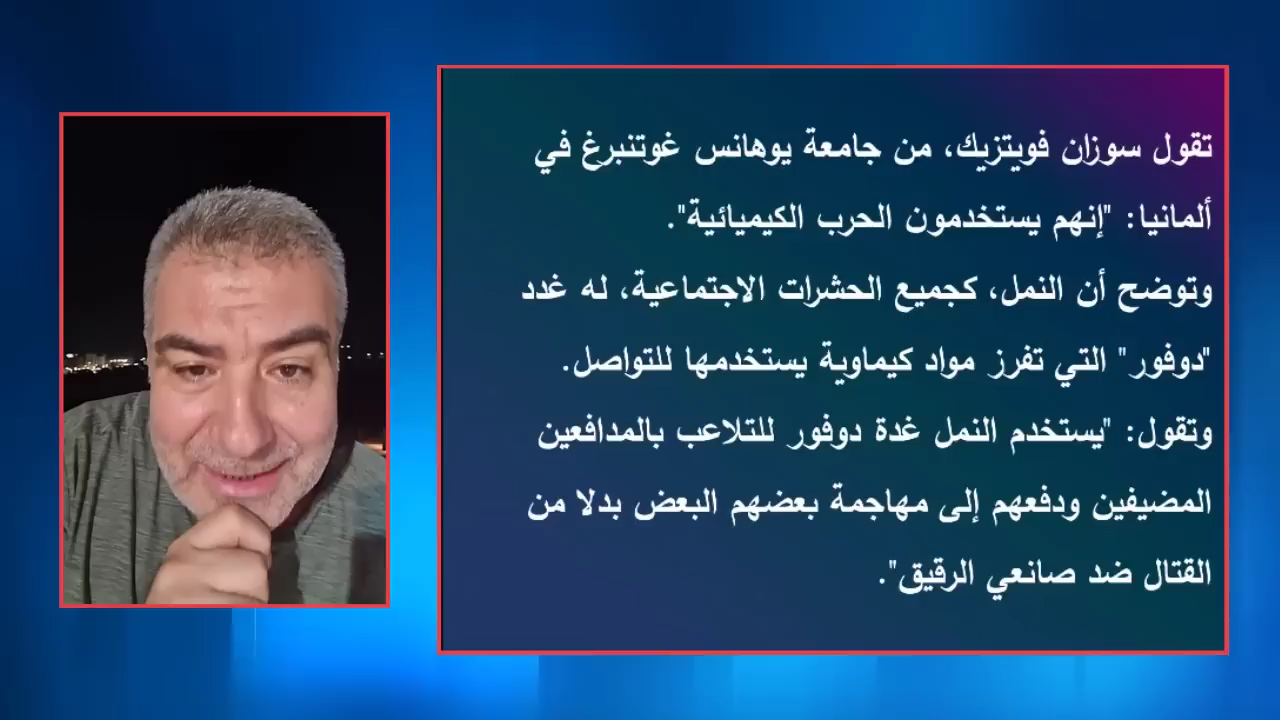 تقول سوزان فويتزيك، من جامعة يوهانس غوتنبرغ في
ألمانيا: "إنهم يستخدمون الحرب الكيميائية".
وتوضح أن النمل، كجميع الحشرات الاجتماعية، له غدد
"دوفور" التي تفرز مواد كيماوية يستخدمها للتواصل.
وتقول: "يستخدم النمل غدة دوفور للتلاعب بالمدافعين
المضيفين ودفعهم إلى مهاجمة بعضهم البعض بدلا من
القتال ضد صانعي الرقيق".